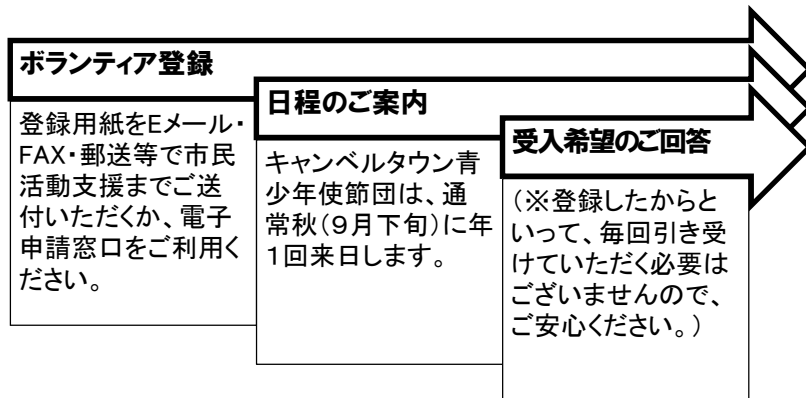 ボランティア登録
登録用紙をEメール・
FAX・郵送等で市民
活動支援までご送
付いただくか、電子
申請窓口をご利用く
ださい。
日程のご案内
キャンベルタウン青
少年使節団は、通
常秋（９月下旬）に年
１回来日します。
受入希望のご回答
（※登録したからと
いって、毎回引き受
けていただく必要は
ございませんので、
ご安心ください。）